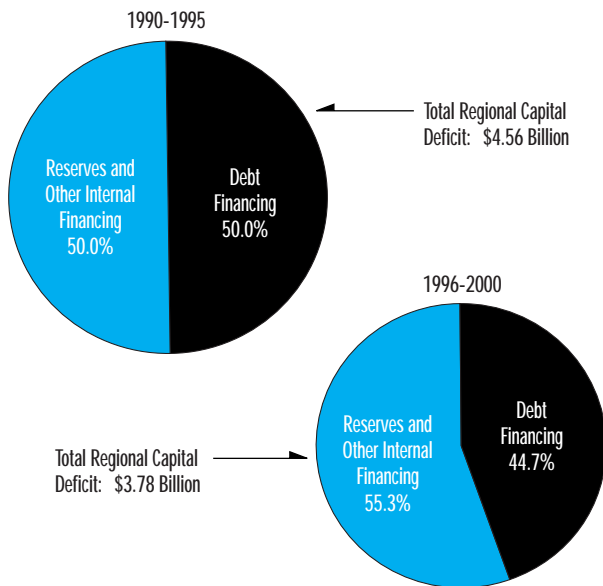 1990-1995
Total Regional Capital
Deficit: $4.56 Billion
Reserves and
Other Internal
Financing
50.0%
Debt
Financing
50.0%
1996-2000
Reserves and
Other Internal
Financing
55.3%
Debt
Financing
44.7%
Total Regional Capital
Deficit: $3.78 Billion